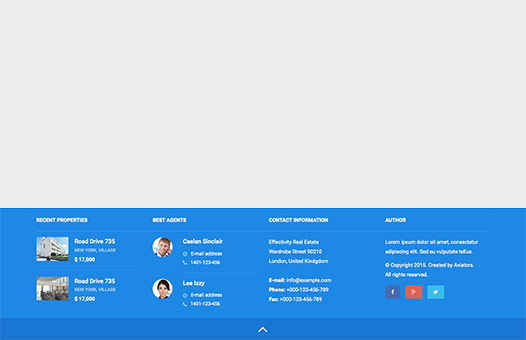 RECENT PROPERTIES
Road Drive 735
NEW YORK, VILLAGE
$ 17,000
Road Drive 735
NEW YORK, VILLAGE
$ 17,000
BEST AGENTS
Caelan Sinclair
E-mail address
1401-123-456
Lee Izzy
E-mail address
1401-123-456
CONTACT INFORMATION
Effectivity Real Estate
Wardrobe Street 90210
London, United Kingdgom
E-mail: info@example.com
Phone: +000-123-456-789
Fax: +000-123-456-789
AUTHOR
Lorem ipsum dolor sit amet, consectetur
adipiscing elit. Sed eu vulputate tellus.
© Copyright 2015. Created by Aviators.
All rights reserved.